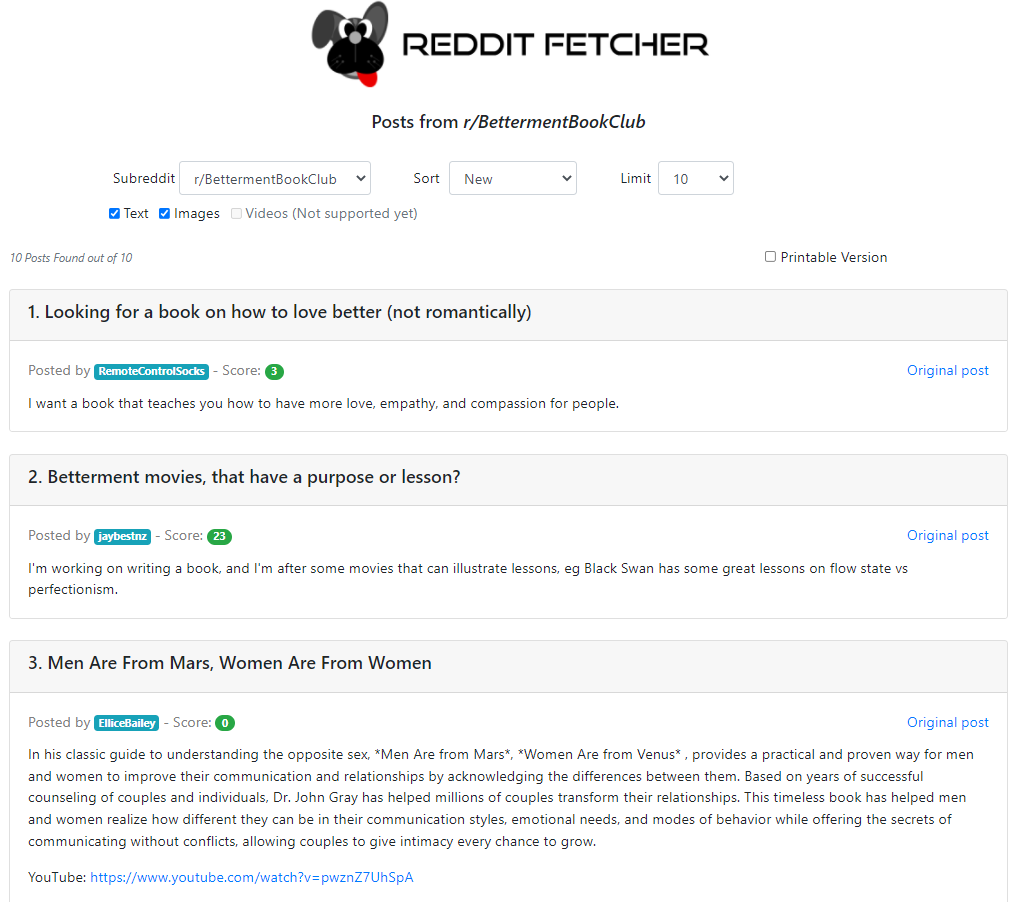 REDDIT FETCHER
Posts from r/BettermentBookClub
Subreddit r/BettermentBookClub Sort New Limit 10
Text Images Videos (Not supported yet)
10 Posts Found out of 10 Printable Version
1. Looking for a book on how to love better (not romantically)
Posted by RemoteControlSocks - Score: 3 Original post
I want a book that teaches you how to have more love, empathy, and compassion for people.
2. Betterment movies, that have a purpose or lesson?
Posted by jaybestnz - Score: 23 Original post
I'm working on writing a book, and I'm after some movies that can illustrate lessons, eg Black Swan has some great lessons on flow state vs
perfectionism.
3. Men Are From Mars, Women Are From Women
Posted by ElliceBailey - Score: 0 Original post
In his classic guide to understanding the opposite sex, *Men Are from Mars*, *Women Are from Venus* , provides a practical and proven way for men
and women to improve their communication and relationships by acknowledging the differences between them. Based on years of successful
counseling of couples and individuals, Dr. John Gray has helped millions of couples transform their relationships. This timeless book has helped men
and women realize how different they can be in their communication styles, emotional needs, and modes of behavior while offering the secrets of
communicating without conflicts, allowing couples to give intimacy every chance to grow.
YouTube: https://www.youtube.com/watch?v=pwznZ7UhSpA